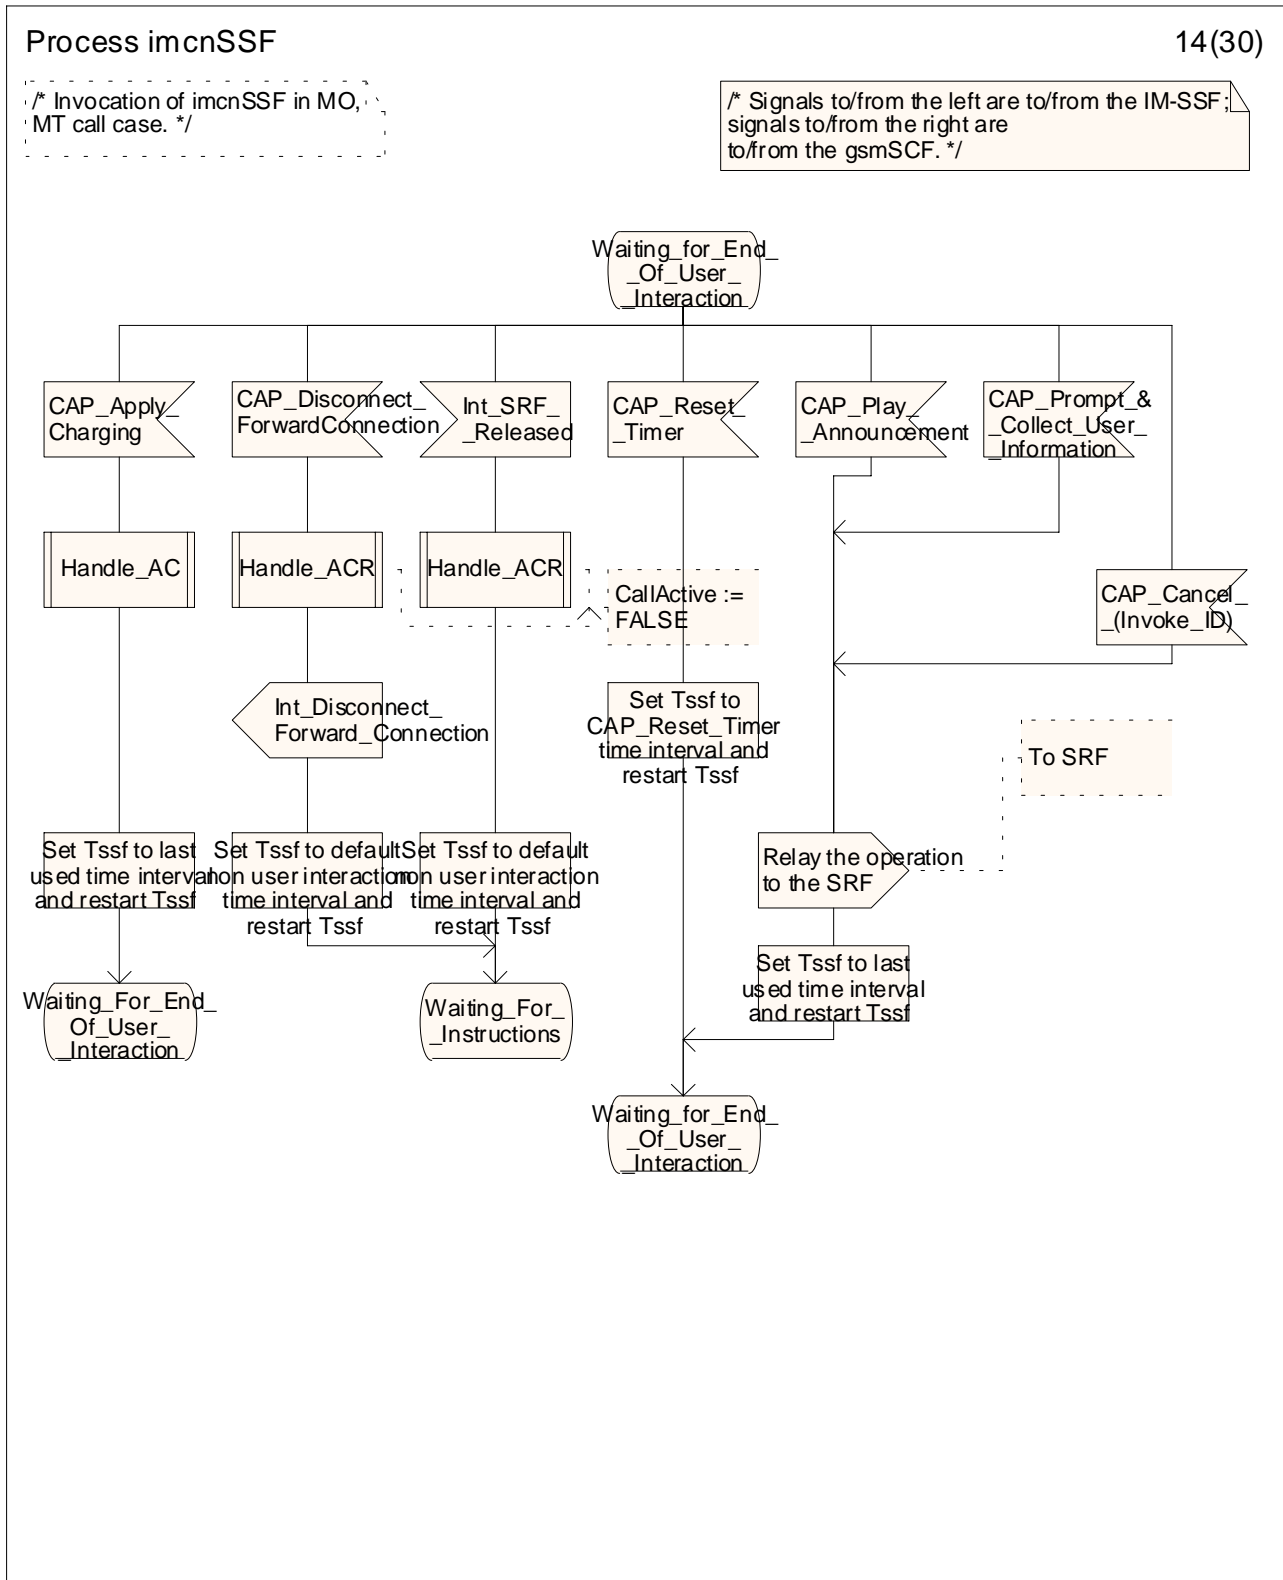 Process imcnSSF
14(30)
/* Invocation of imcnSSF in MO,
MT call case. */
/* Signals to/from the left are to/from the IM-SSF;
signals to/from the right are
to/from the gsmSCF. */
Waiting_for_End_
_Of_User_
_Interaction
CAP_Apply_
Charging
CAP_Disconnect_
ForwardConnection
Int_SRF_
_Released
CAP_Reset_
_Timer
CAP_Play_
_Announcement
CAP_Prompt_&
_Collect_User_
_Information
Handle_AC
Handle_ACR
Handle_ACR
CallActive :=
FALSE
CAP_Cancel_
_(Invoke_ID)
Int_Disconnect_
Forward_Connection
Set Tssf to
CAP_Reset_Timer
time interval and
restart Tssf
To SRF
Set Tssf to last
used time interval
and restart Tssf
Set Tssf to default
non user interaction
time interval and
restart Tssf
Set Tssf to default
non user interaction
time interval and
restart Tssf
Relay the operation
to the SRF
Set Tssf to last
used time interval
and restart Tssf
Waiting_For_End_
Of_User_
_Interaction
Waiting_For_
_Instructions
Waiting_for_End_
_Of_User_
_Interaction